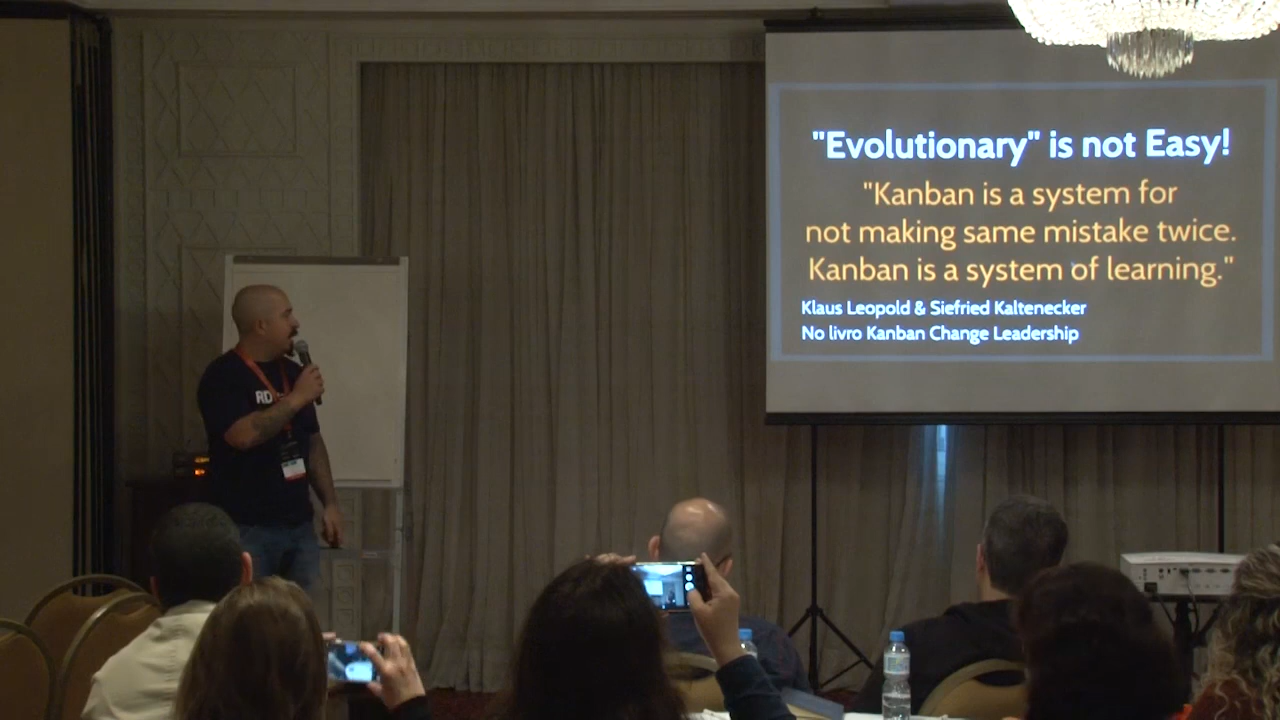 "Evolutionary" is not Easy!
"Kanban is a system for
not making same mistake twice.
Kanban is a system of learning."
Klaus Leopold & Siefried Kaltenecker
No livro Kanban Change Leadership
RD